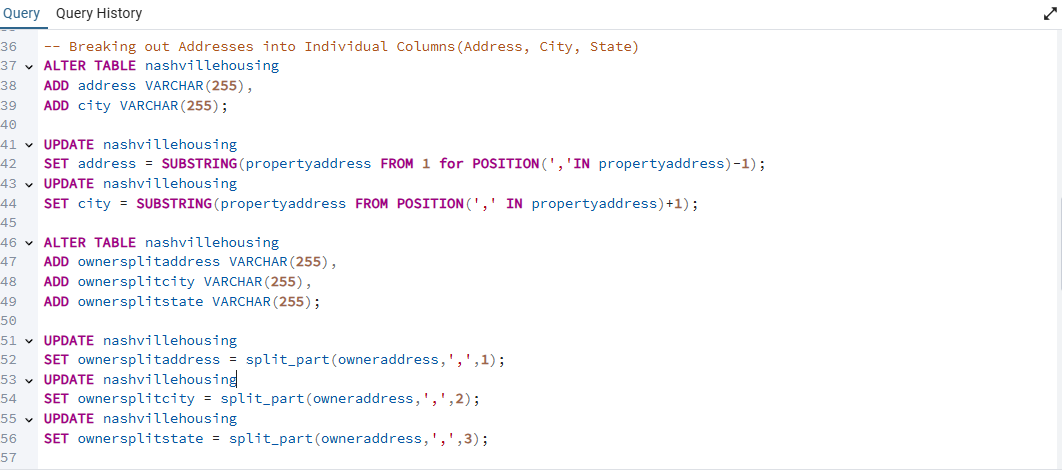 Query Query History
36 -- Breaking out Addresses into Individual Columns(Address, City, State)
37 ALTER TABLE nashvillehousing
38 ADD address VARCHAR(255),
39 ADD city VARCHAR(255);
40
41 UPDATE nashvillehousing
42 SET address = SUBSTRING(propertyaddress FROM 1 for POSITION(','IN propertyaddress)-1);
43 UPDATE nashvillehousing
44 SET city = SUBSTRING(propertyaddress FROM POSITION(',' IN propertyaddress)+1);
45
46 ALTER TABLE nashvillehousing
47 ADD ownersplitaddress VARCHAR(255),
48 ADD ownersplitcity VARCHAR(255),
49 ADD ownersplitstate VARCHAR(255);
50
51 UPDATE nashvillehousing
52 SET ownersplitaddress = split_part(owneraddress,',',1);
53 UPDATE nashvillehousing
54 SET ownersplitcity = split_part(owneraddress,',',2);
55 UPDATE nashvillehousing
56 SET ownersplitstate = split_part(owneraddress,',',3);
57